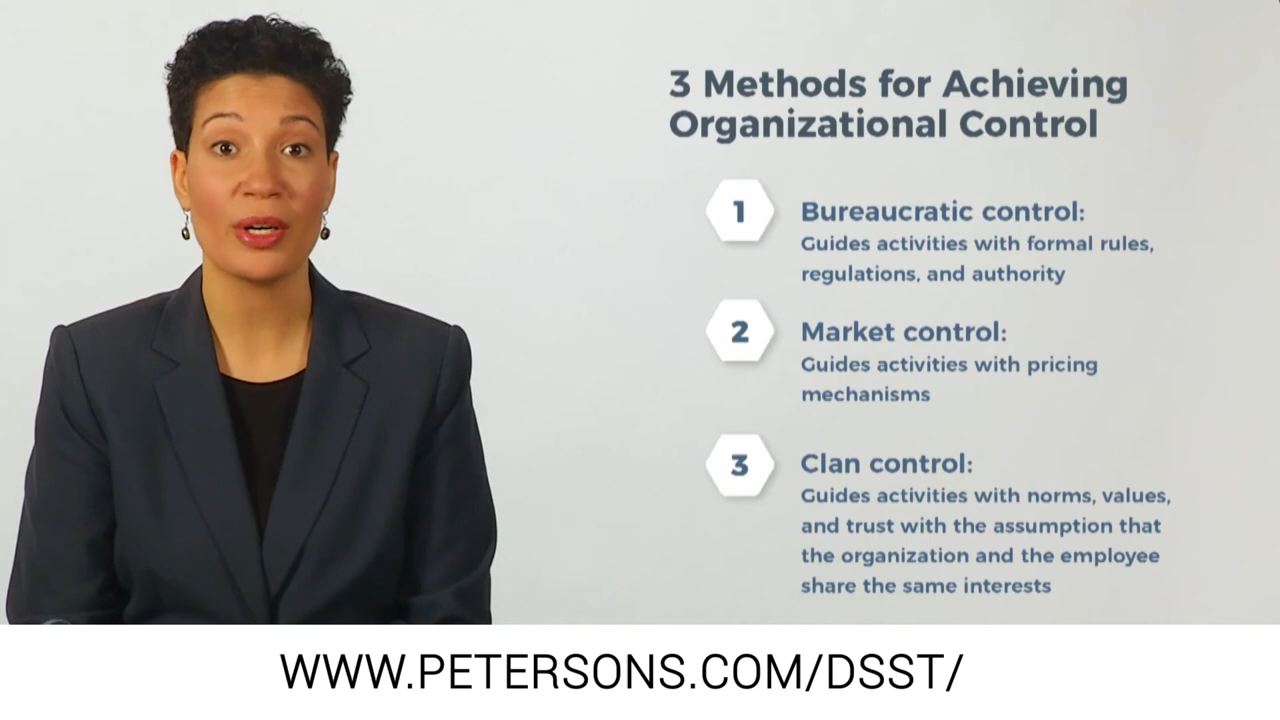 3 Methods for Achieving
Organizational Control
1
Bureaucratic control:
Guides activities with formal rules,
regulations, and authority
2
Market control:
Guides activities with pricing
mechanisms
3
Clan control:
Guides activities with norms, values,
and trust with the assumption that
the organization and the employee
share the same interests
WWW.PETERSONS.COM/DSST/